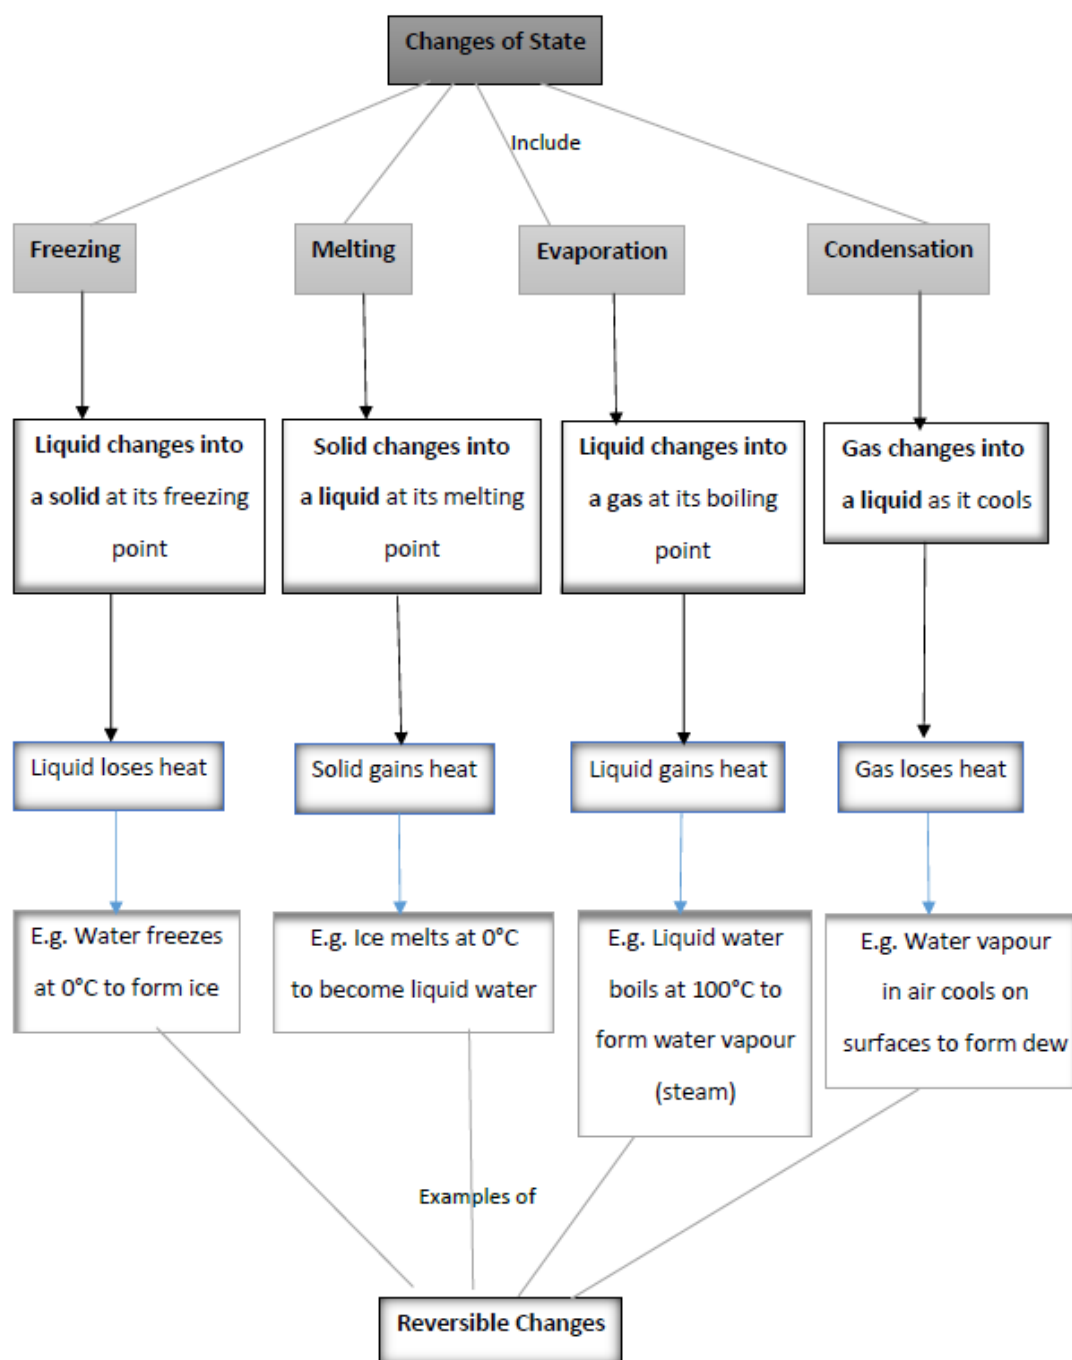 Changes of State
Include
Freezing
Melting
Evaporation
Condensation
Liquid changes into
a solid at its freezing
point
Solid changes into
a liquid at its melting
point
Liquid changes into
a gas at its boiling
point
Gas changes into
a liquid as it cools
Liquid loses heat
Solid gains heat
Liquid gains heat
Gas loses heat
E.g. Water freezes
at 0°C to form ice
E.g. Ice melts at 0°C
to become liquid water
E.g. Liquid water
boils at 100°C to
form water vapour
(steam)
E.g. Water vapour
in air cools on
surfaces to form dew
Examples of
Reversible Changes